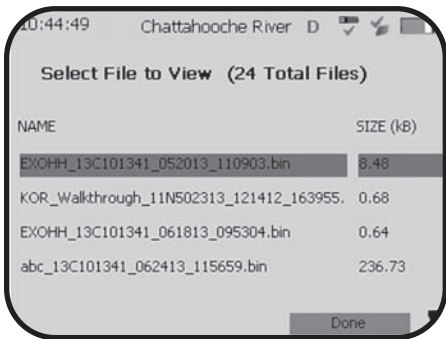 10:44:49 Chattahooche River D
Select File to View (24 Total Files)
NAME SIZE (kB)
EXOHH_13C101341_052013_110903.bin 8.48
KOR_Walkthrough_11N502313_121412_163955. 0.68
EXOHH_13C101341_061813_095304.bin 0.64
abc_13C101341_062413_115659.bin 236.73
Done